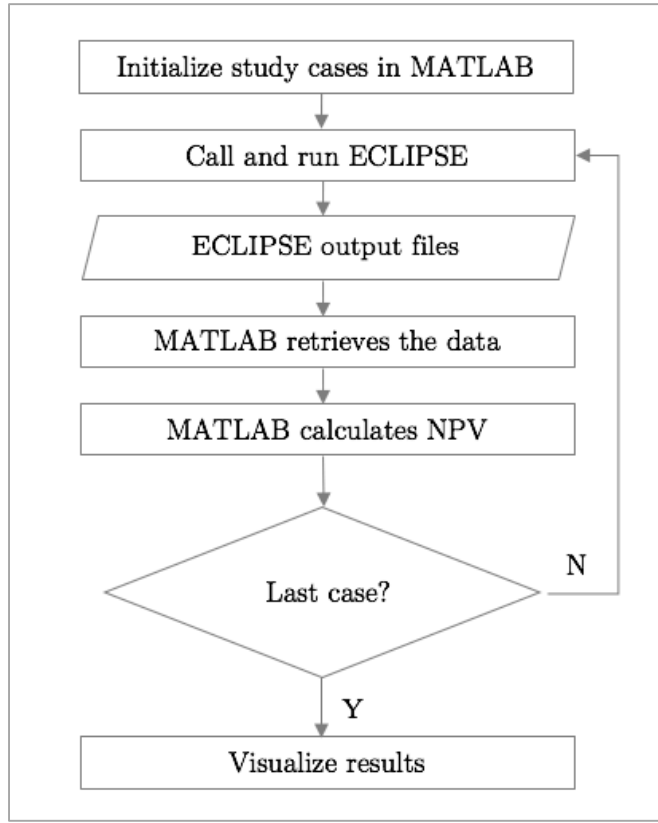 Initialize study cases in MATLAB
Call and run ECLIPSE
ECLIPSE output files
MATLAB retrieves the data
MATLAB calculates NPV
Last case?
N
Y
Visualize results